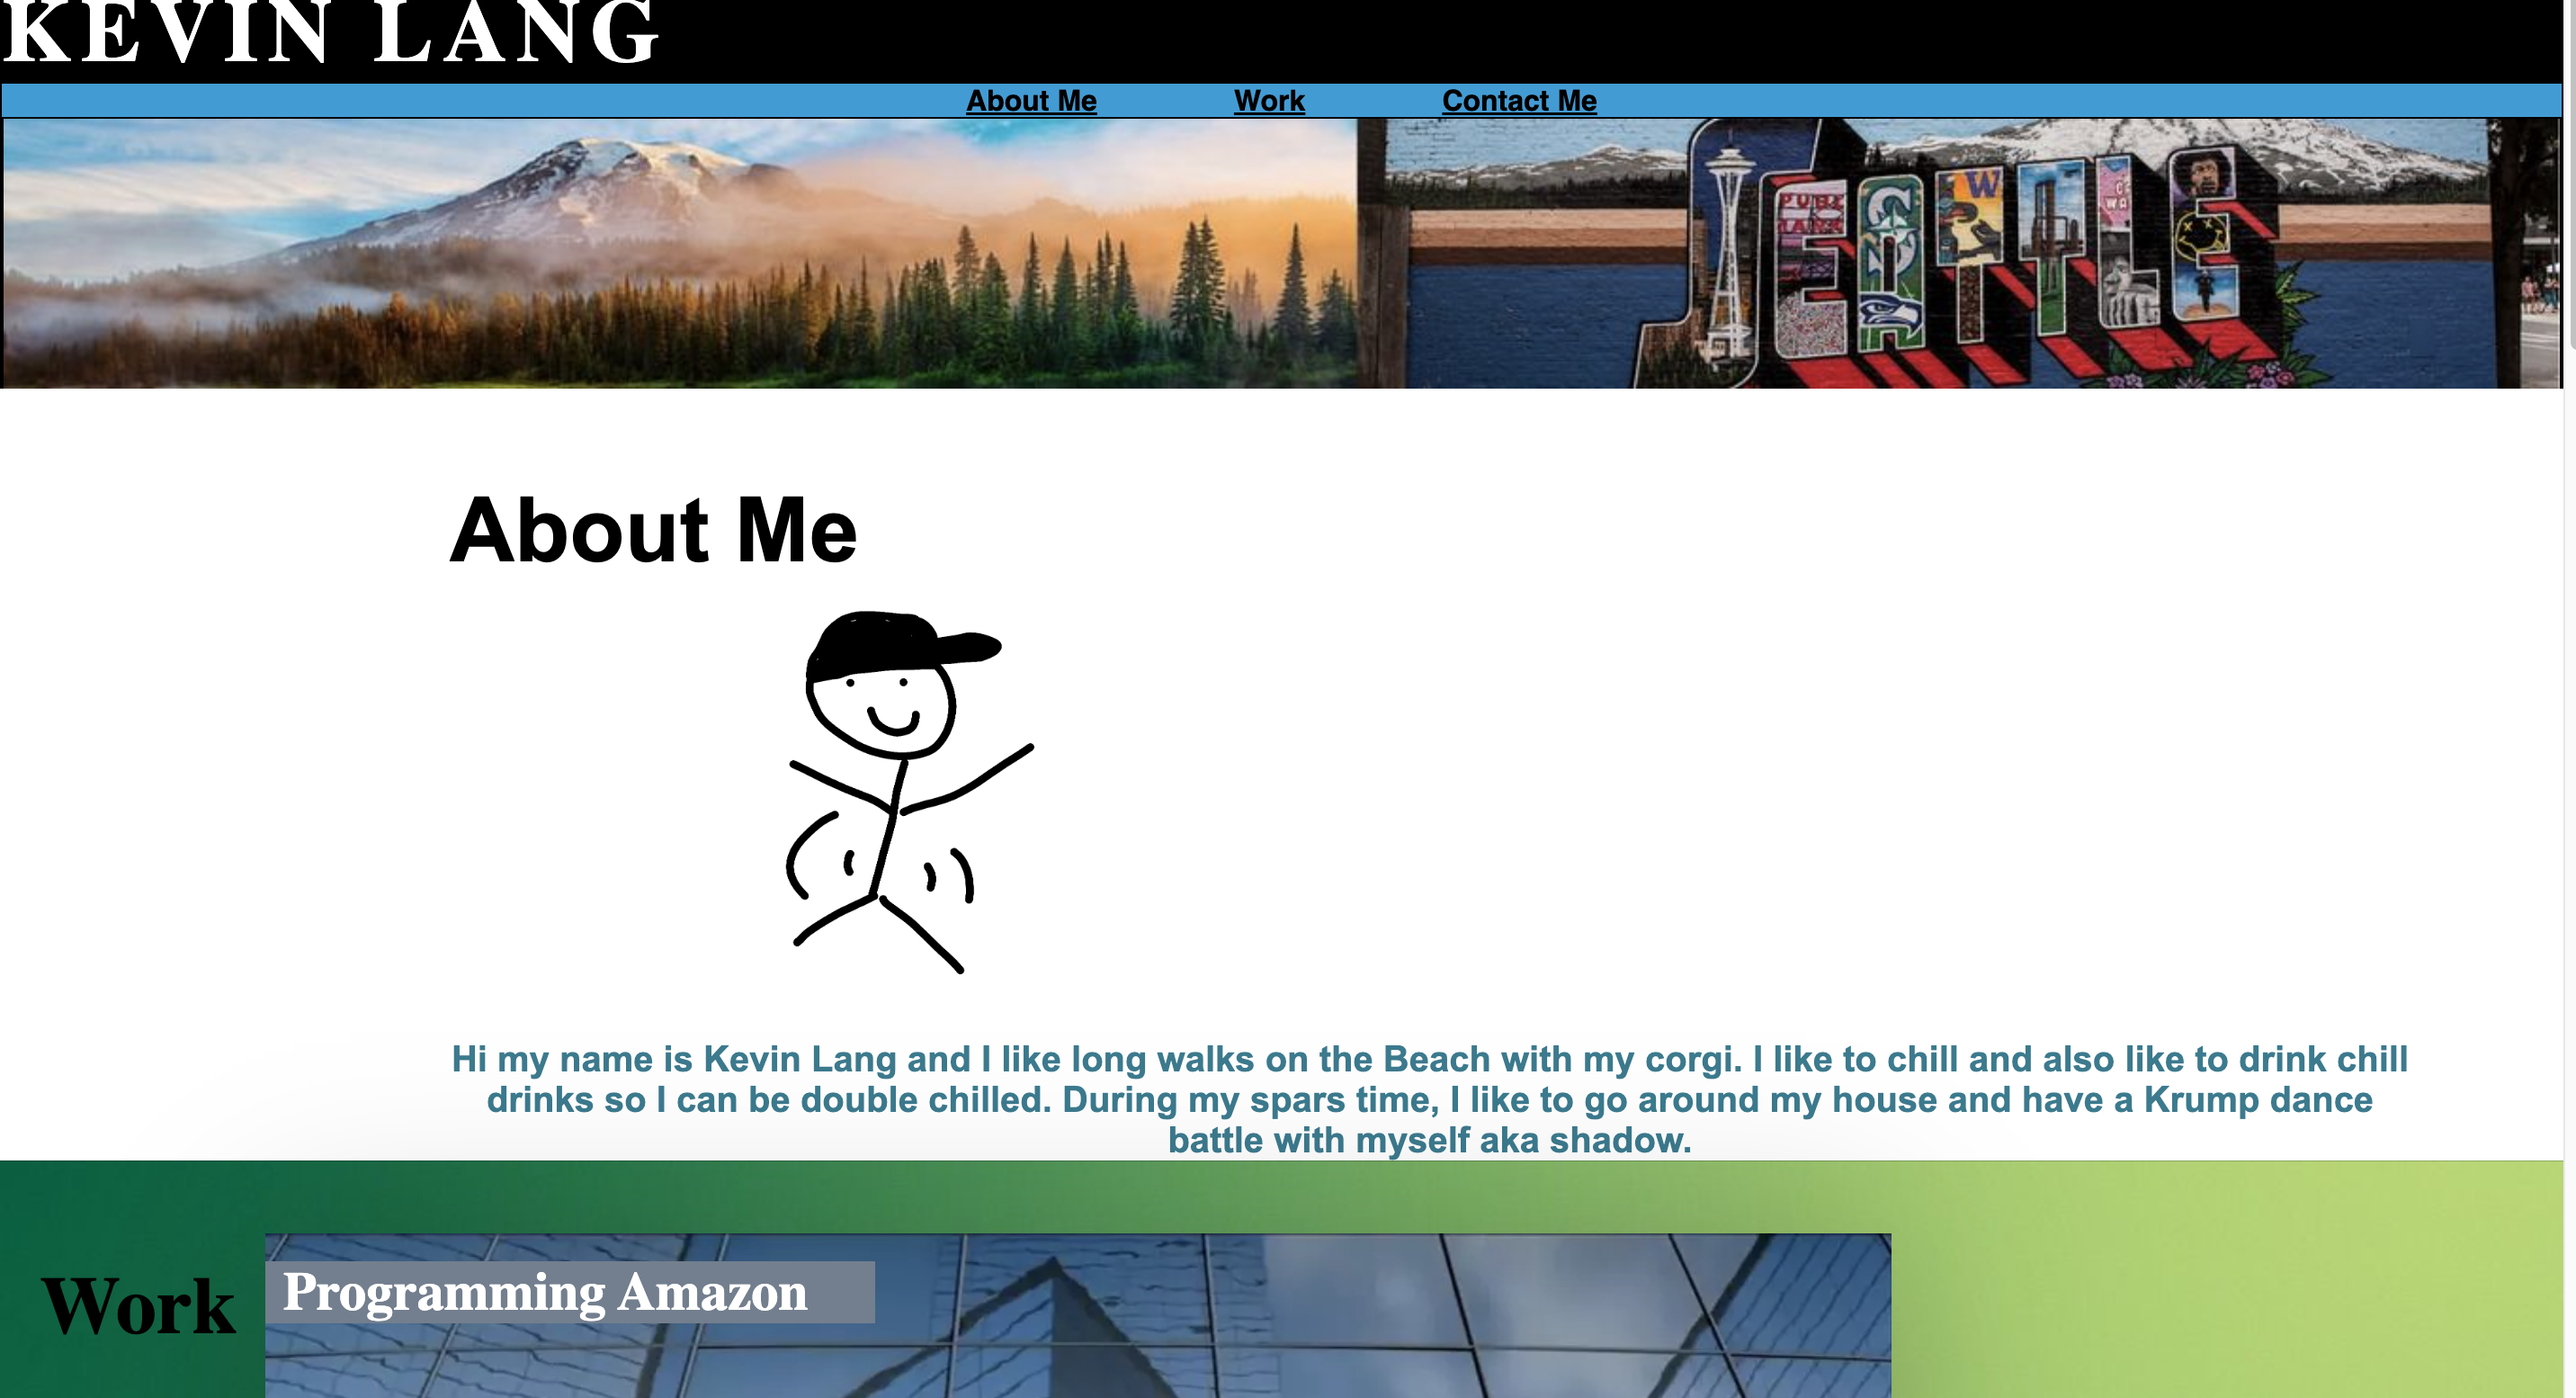 KEVIN LANG
About Me Work Contact Me
SEATTLE
PUBLIC
MARK
W
About Me
Hi my name is Kevin Lang and I like long walks on the Beach with my corgi. I like to chill and also like to drink chill
drinks so I can be double chilled. During my spars time, I like to go around my house and have a Krump dance
battle with myself aka shadow.
Work
Programming Amazon